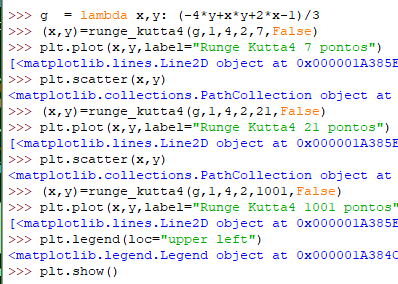 >>> g  = lambda x,y: (-4*y+x*y+2*x-1)/3
>>> (x,y)=runge_kutta4(g,1,4,2,7,False)
>>> plt.plot(x,y,label="Runge Kutta4 7 pontos")
[<matplotlib.lines.Line2D object at 0x000001A385E
>>> plt.scatter(x,y)
<matplotlib.collections.PathCollection object at
>>> (x,y)=runge_kutta4(g,1,4,2,21,False)
>>> plt.plot(x,y,label="Runge Kutta4 21 pontos")
[<matplotlib.lines.Line2D object at 0x000001A385E
>>> plt.scatter(x,y)
<matplotlib.collections.PathCollection object at
>>> (x,y)=runge_kutta4(g,1,4,2,1001,False)
>>> plt.plot(x,y,label="Runge Kutta4 1001 pontos"
[<matplotlib.lines.Line2D object at 0x000001A385E
>>> plt.legend(loc="upper left")
<matplotlib.legend.Legend object at 0x000001A384C
>>> plt.show()